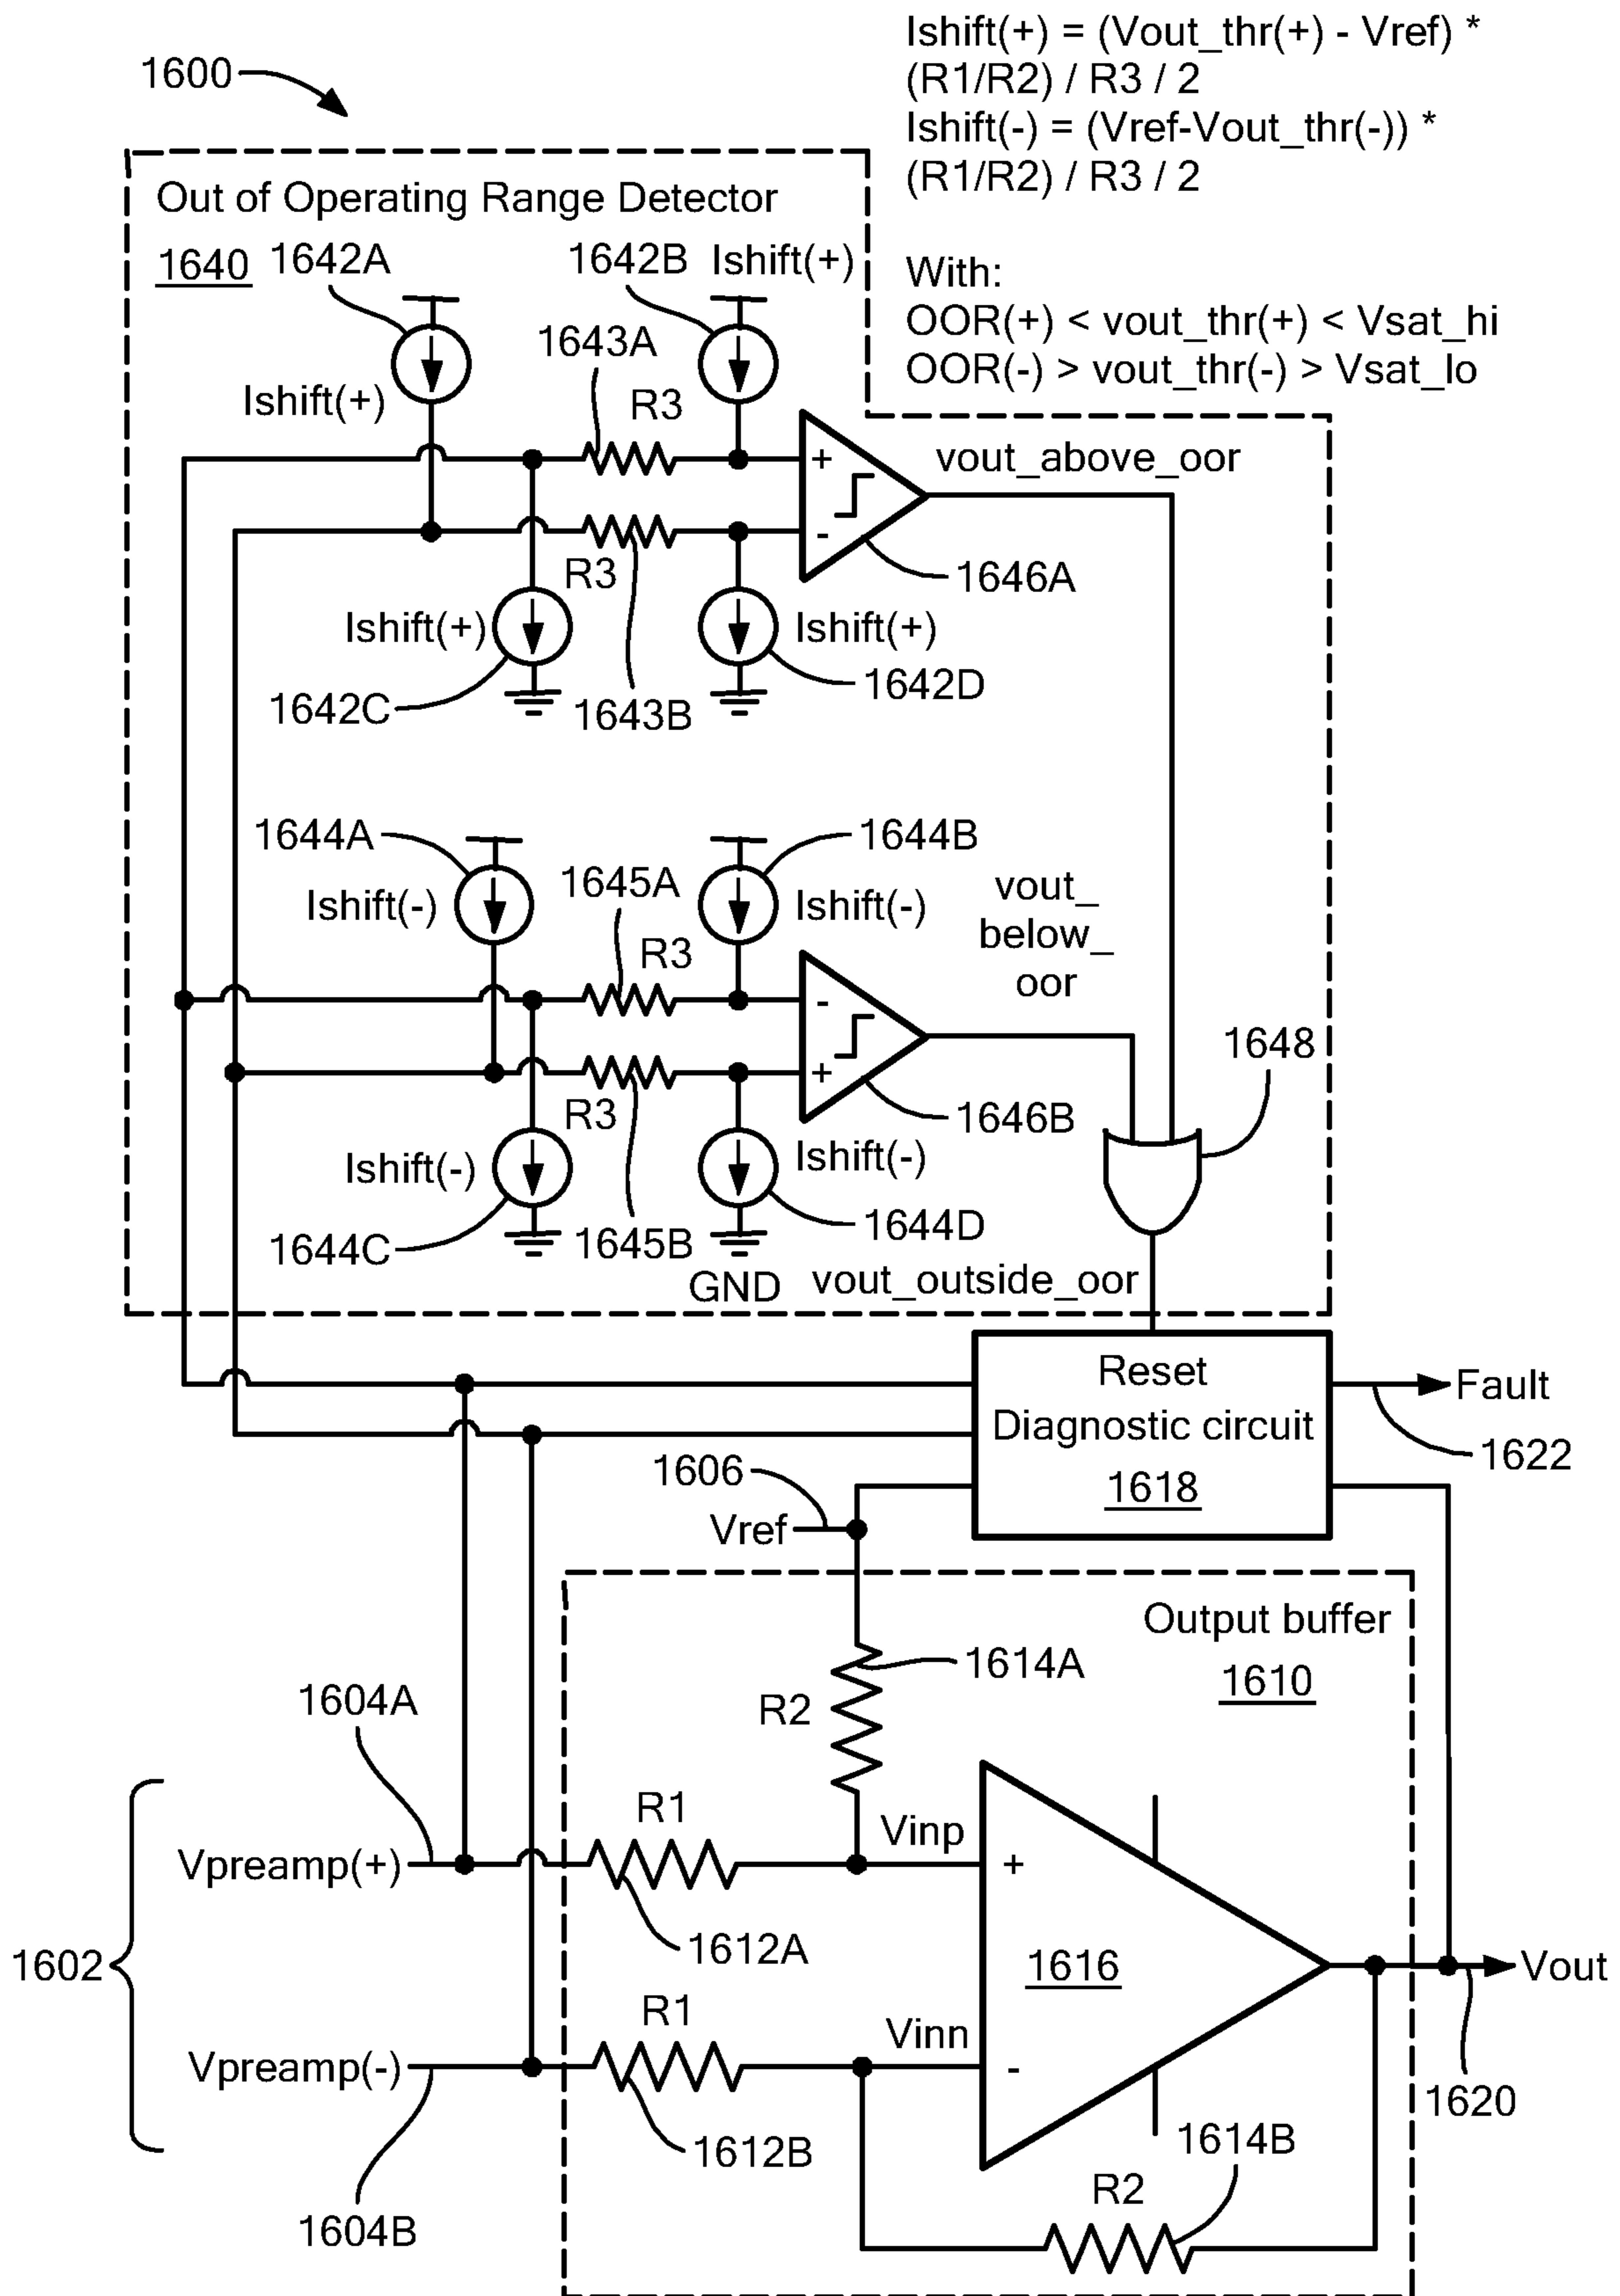 1600
Ishift(+) = (Vout_thr(+) - Vref) *
(R1/R2) / R3 / 2
Ishift(-) = (Vref-Vout_thr(-)) *
(R1/R2) / R3 / 2
With:
OOR(+) < vout_thr(+) < Vsat_hi
OOR(-) > vout_thr(-) > Vsat_lo
Out of Operating Range Detector
1640
1642A
1642B
Ishift(+)
1643A
Ishift(+)
R3
+
-
vout_above_oor
R3
1646A
Ishift(+)
Ishift(+)
1642C
1643B
1642D
1644A
1644B
1645A
Ishift(-)
Ishift(-)
vout_
below_
oor
R3
-
+
1648
R3
1646B
Ishift(-)
Ishift(-)
1644C
1645B
1644D
GND
vout_outside_oor
Reset
Diagnostic circuit
1618
Fault
1622
1606
Vref
Output buffer
1610
1614A
R2
1604A
R1
Vinp
Vpreamp(+)
+
1612A
1602
1616
Vout
R1
Vinn
Vpreamp(-)
-
1620
1612B
1614B
R2
1604B